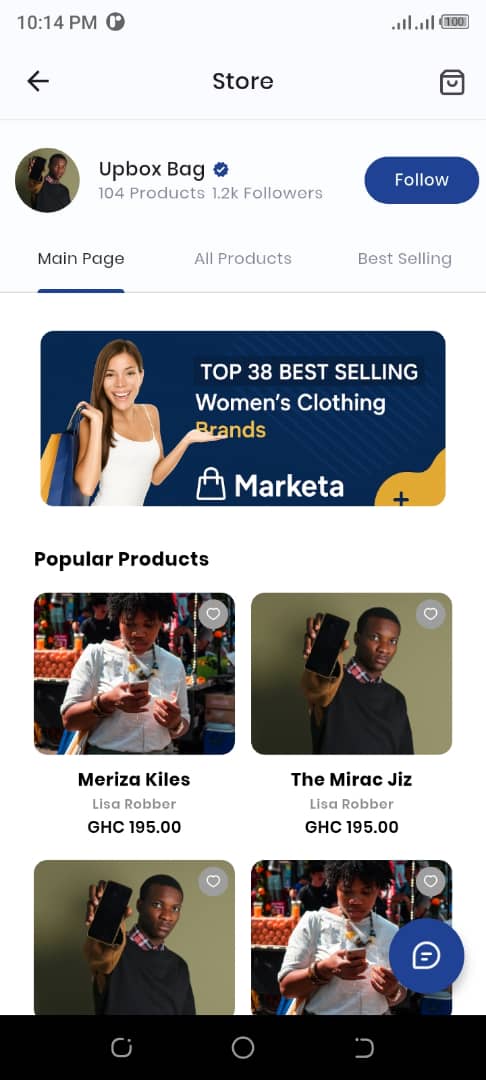 10:14 PM
100
Store
Upbox Bag
104 Products 1.2k Followers
Follow
Main Page
All Products
Best Selling
TOP 38 BEST SELLING
Women's Clothing
Brands
Marketa
Popular Products
Meriza Kiles
Lisa Robber
GHC 195.00
The Mirac Jiz
Lisa Robber
GHC 195.00